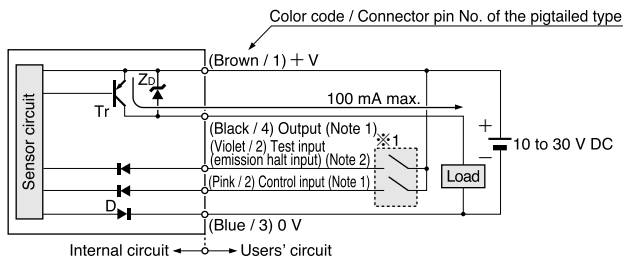 Color code / Connector pin No. of the pigtailed type
(Brown / 1) + V
ZD
Tr
100 mA max.
Sensor circuit
(Black / 4) Output (Note 1)
※1
(Violet / 2) Test input
(emission halt input) (Note 2)
+
−
10 to 30 V DC
Load
(Pink / 2) Control input (Note 1)
D
(Blue / 3) 0 V
Internal circuit
Users' circuit